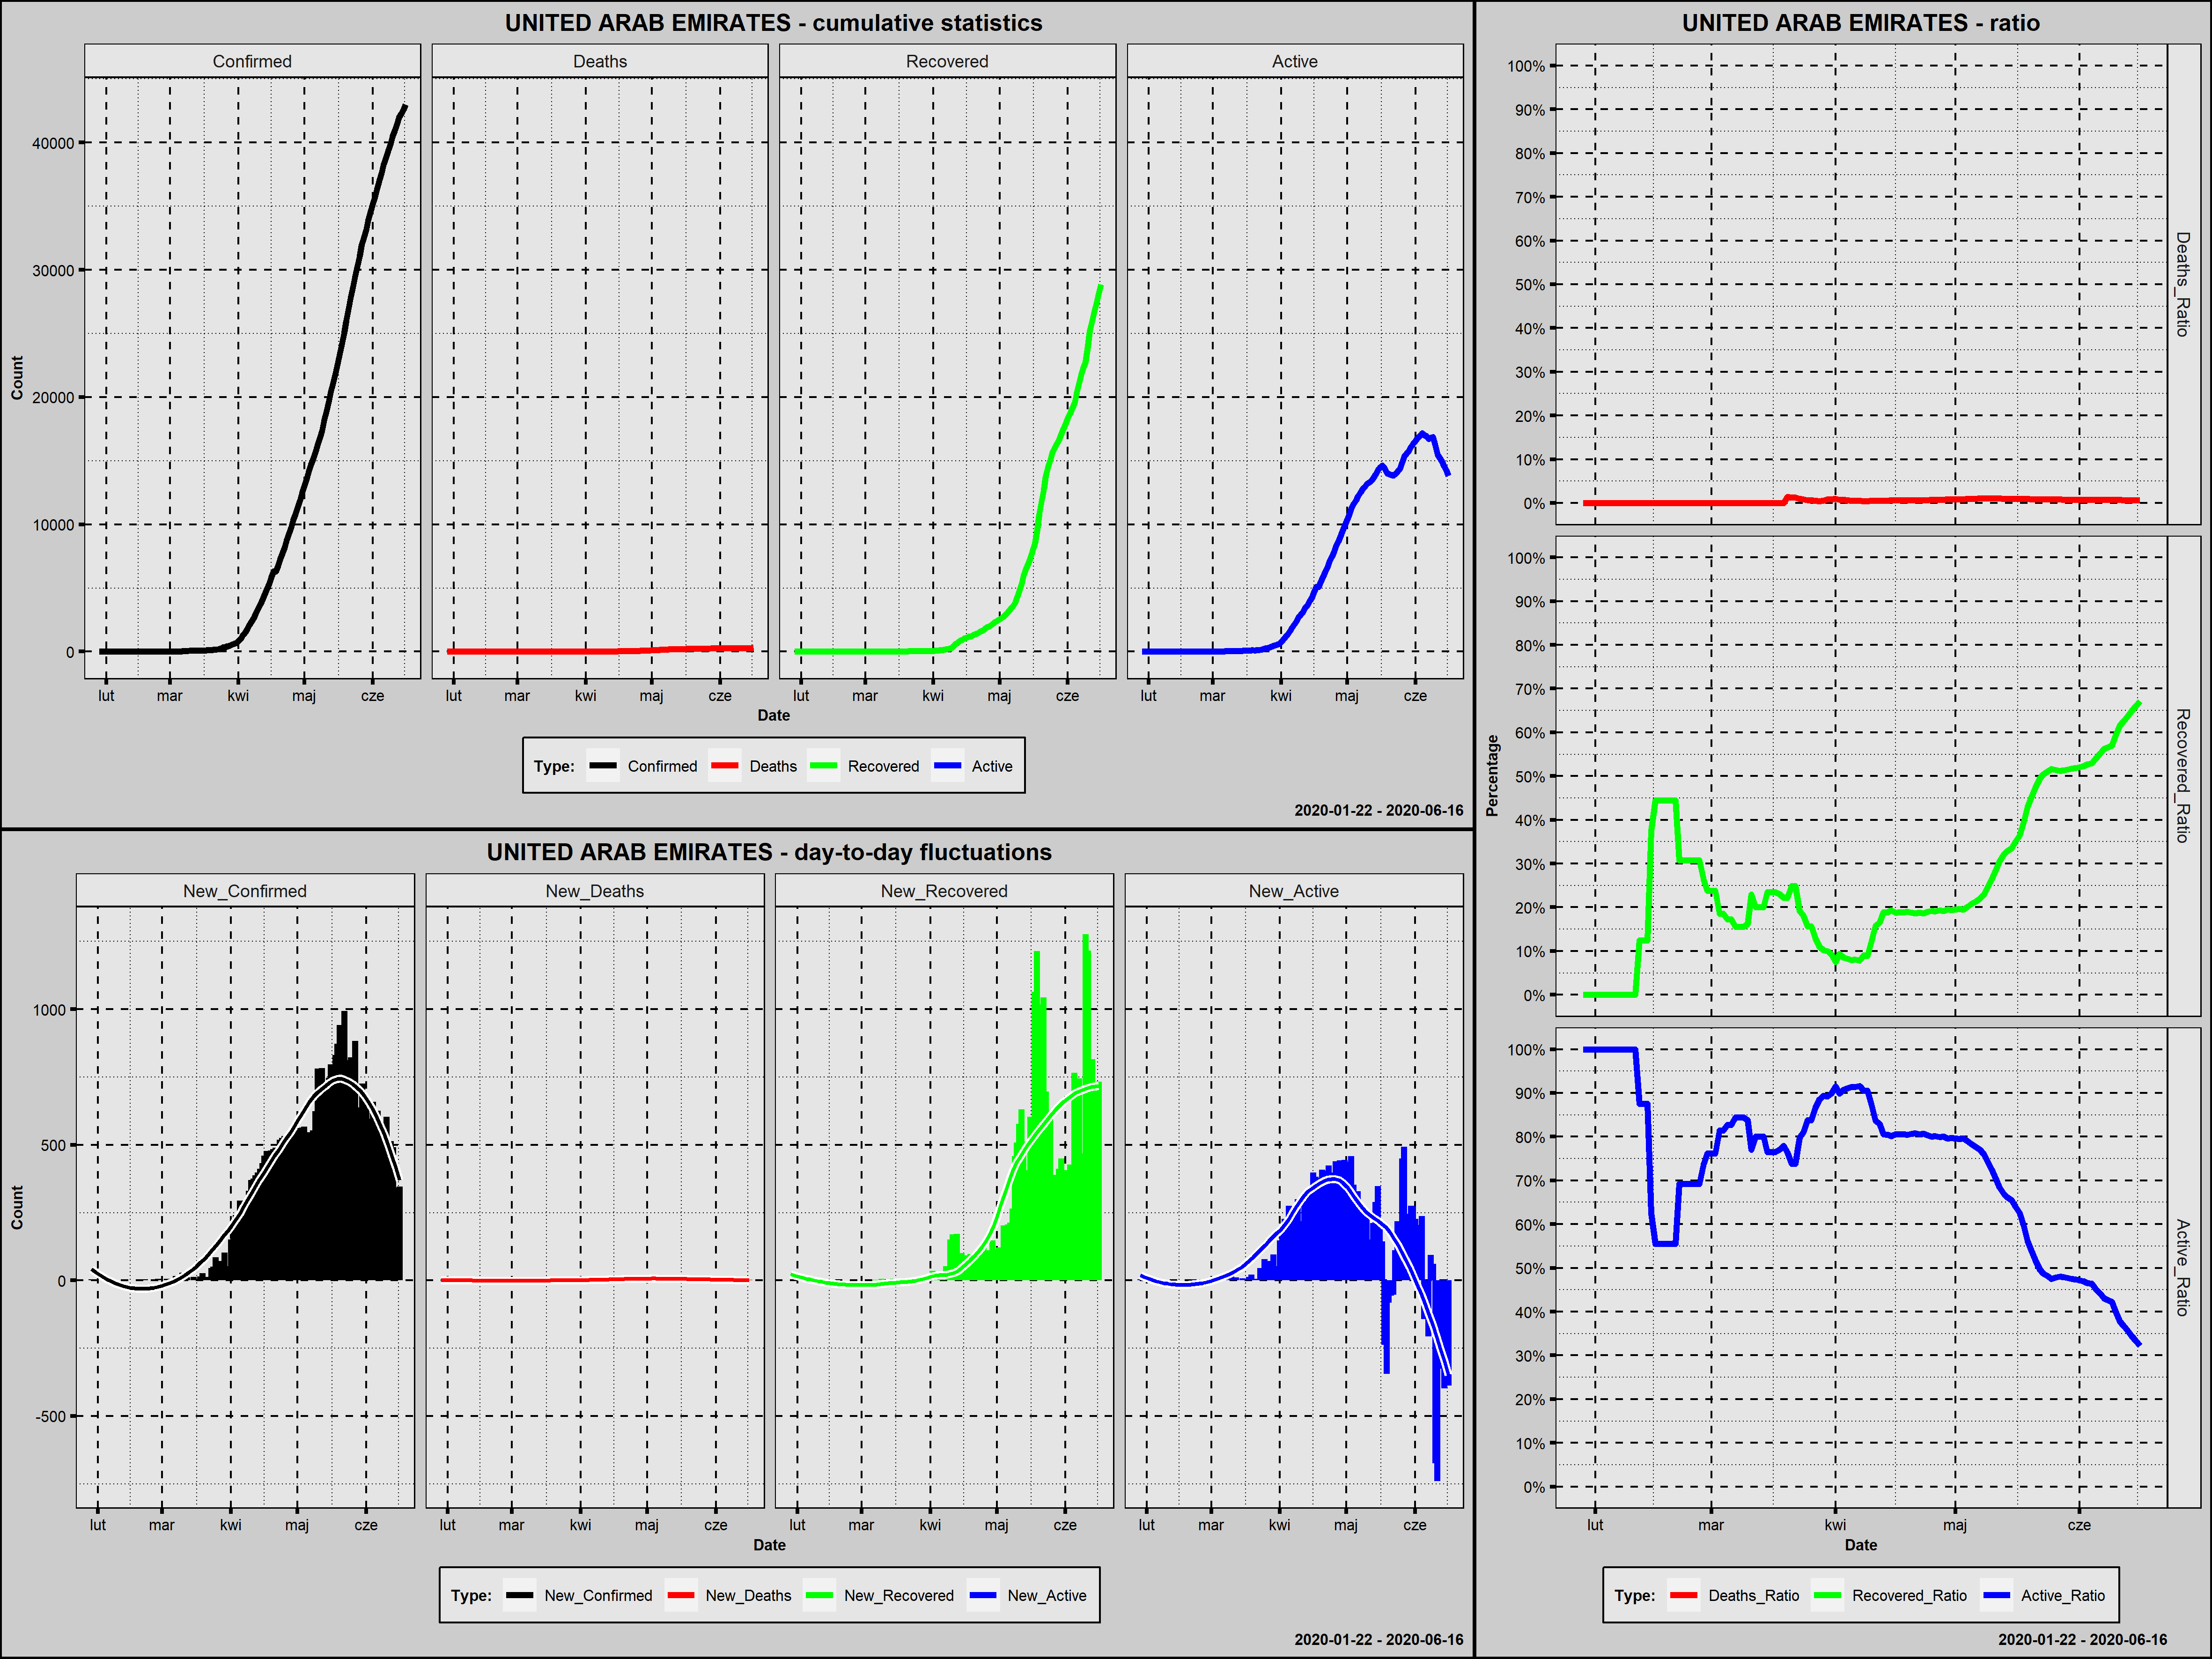 UNITED ARAB EMIRATES - cumulative statistics
Confirmed Deaths Recovered Active
Count
40000
30000
20000
10000
0
lut mar kwi maj cze lut mar kwi maj cze lut mar kwi maj cze lut mar kwi maj cze
Date
Type: Confirmed Deaths Recovered Active
2020-01-22 - 2020-06-16
UNITED ARAB EMIRATES - day-to-day fluctuations
New_Confirmed New_Deaths New_Recovered New_Active
Count
1000
500
0
-500
lut mar kwi maj cze lut mar kwi maj cze lut mar kwi maj cze lut mar kwi maj cze
Date
Type: New_Confirmed New_Deaths New_Recovered New_Active
2020-01-22 - 2020-06-16
UNITED ARAB EMIRATES - ratio
Percentage
100%
90%
80%
70%
60%
50%
40%
30%
20%
10%
0%
Deaths_Ratio
100%
90%
80%
70%
60%
50%
40%
30%
20%
10%
0%
Recovered_Ratio
100%
90%
80%
70%
60%
50%
40%
30%
20%
10%
0%
Active_Ratio
lut mar kwi maj cze
Date
Type: Deaths_Ratio Recovered_Ratio Active_Ratio
2020-01-22 - 2020-06-16